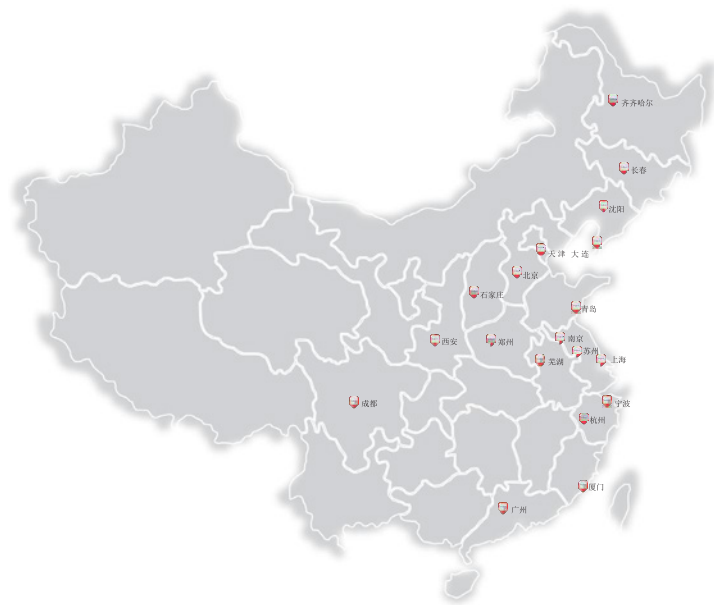 齐齐哈尔
长春
沈阳
天津 大连
北京
石家庄
青岛
西安
郑州
南京
苏州
芜湖
上海
成都
宁波
杭州
厦门
广州